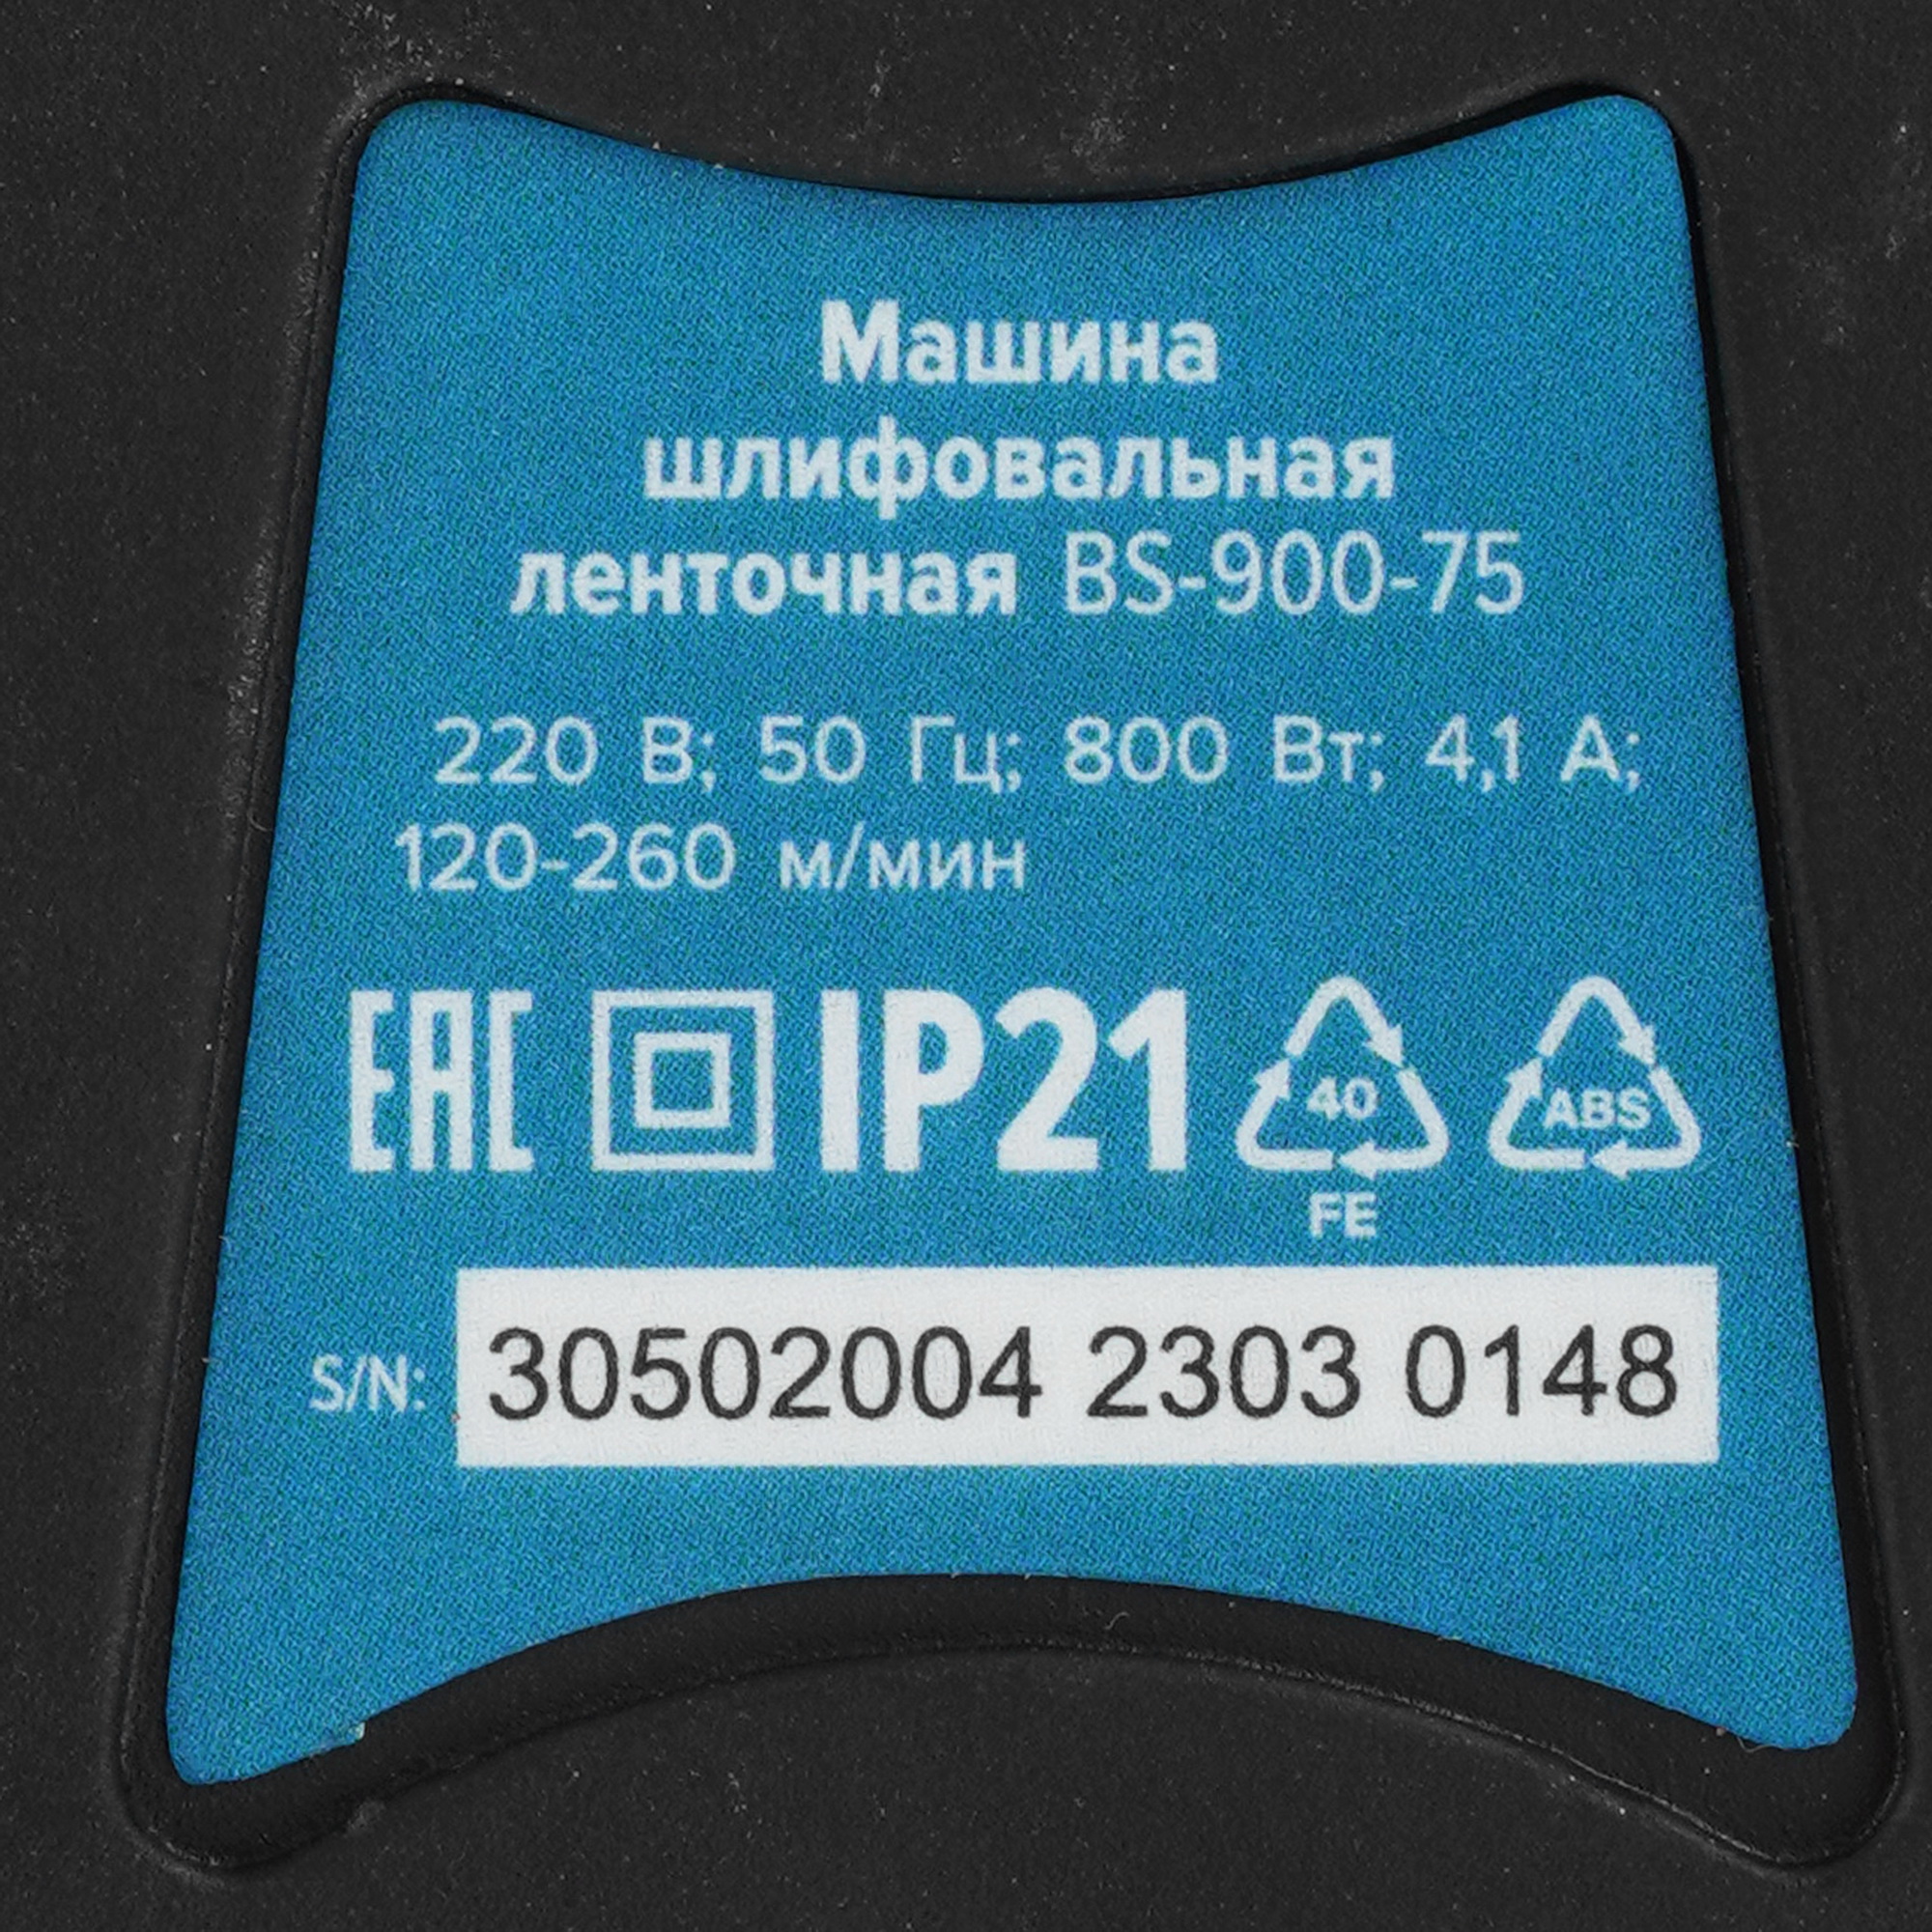 Машина
шлифовальная
ленточная BS-900-75
220 В; 50 Гц; 800 Вт; 4,1 А;
120-260 м/мин
EAC IP21 40 ABS
FE
S/N: 30502004 2303 0148